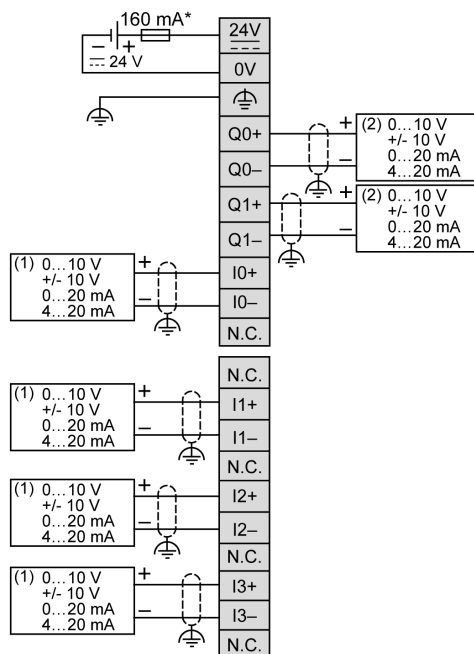 160 mA*
24V
– +
24 V
0V
Q0+
+
(2) 0...10 V
+/- 10 V
0...20 mA
4...20 mA
Q0–
–
Q1+
+
(2) 0...10 V
+/- 10 V
0...20 mA
4...20 mA
Q1–
–
(1) 0...10 V
+/- 10 V
0...20 mA
4...20 mA
+
I0+
–
I0–
N.C.
N.C.
(1) 0...10 V
+/- 10 V
0...20 mA
4...20 mA
+
I1+
–
I1–
N.C.
(1) 0...10 V
+/- 10 V
0...20 mA
4...20 mA
+
I2+
–
I2–
N.C.
(1) 0...10 V
+/- 10 V
0...20 mA
4...20 mA
+
I3+
–
I3–
N.C.